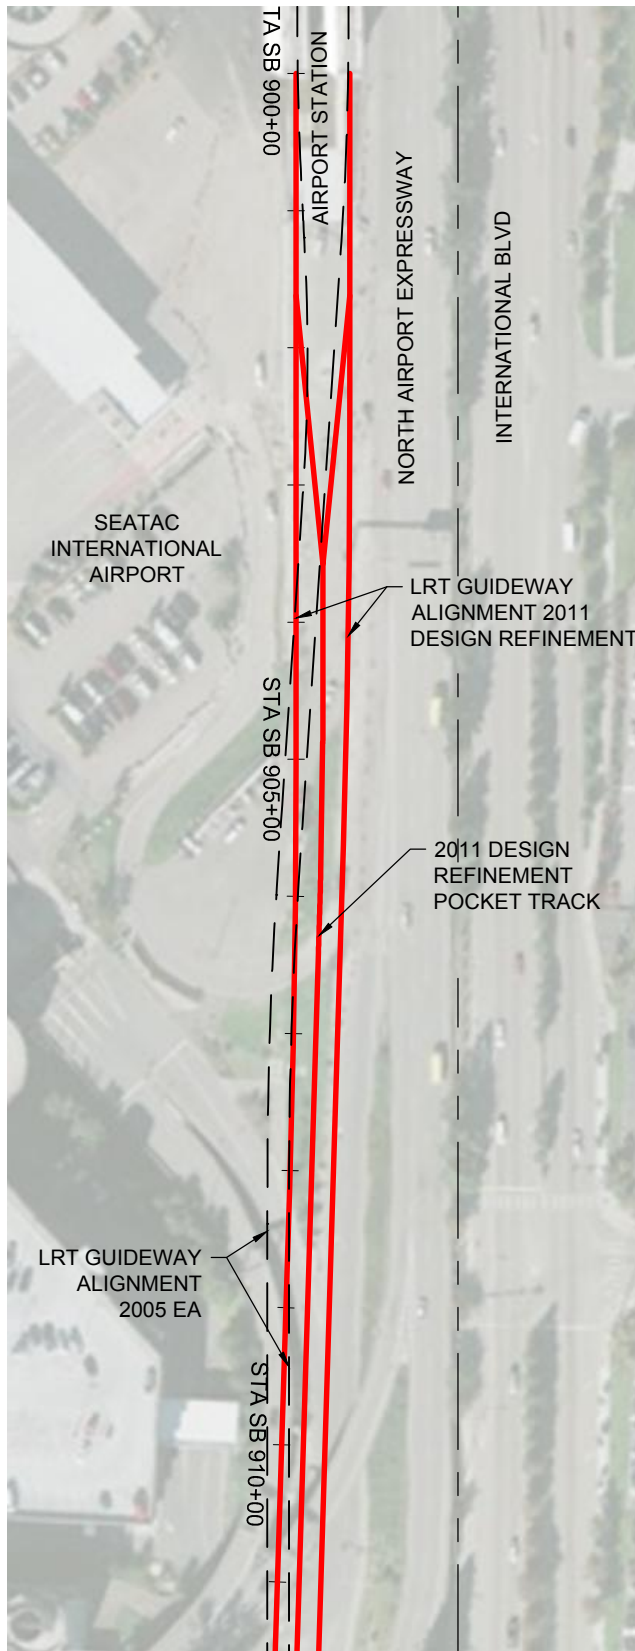 TA SB 900+00
AIRPORT STATION
NORTH AIRPORT EXPRESSWAY
INTERNATIONAL BLVD
SEATAC
INTERNATIONAL
AIRPORT
LRT GUIDEWAY
ALIGNMENT 2011
DESIGN REFINEMENT
STA SB 905+00
2011 DESIGN
REFINEMENT
POCKET TRACK
LRT GUIDEWAY
ALIGNMENT
2005 EA
STA SB 910+00